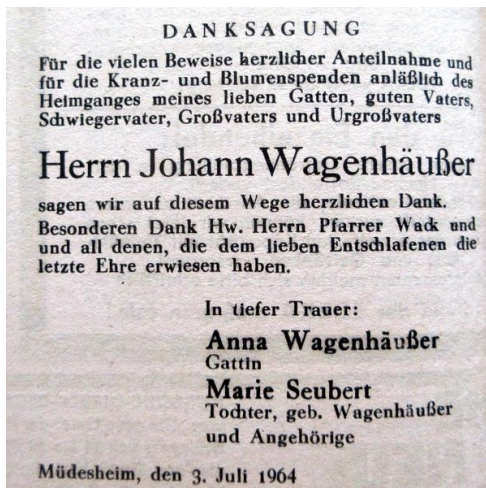 DANKSAGUNG
Für die vielen Beweise herzlicher Anteilnahme und
für die Kranz- und Blumenspenden anläßlich des
Heimganges meines lieben Gatten, guten Vaters,
Schwiegervater, Großvaters und Urgroßvaters
Herrn Johann Wagenhäußer
sagen wir auf diesem Wege herzlichen Dank.
Besonderen Dank Hw. Herrn Pfarrer Wack und
und all denen, die dem lieben Entschlafenen die
letzte Ehre erwiesen haben.
In tiefer Trauer:
Anna Wagenhäußer
Gattin
Marie Seubert
Tochter, geb. Wagenhäußer
und Angehörige
Müdesheim, den 3. Juli 1964